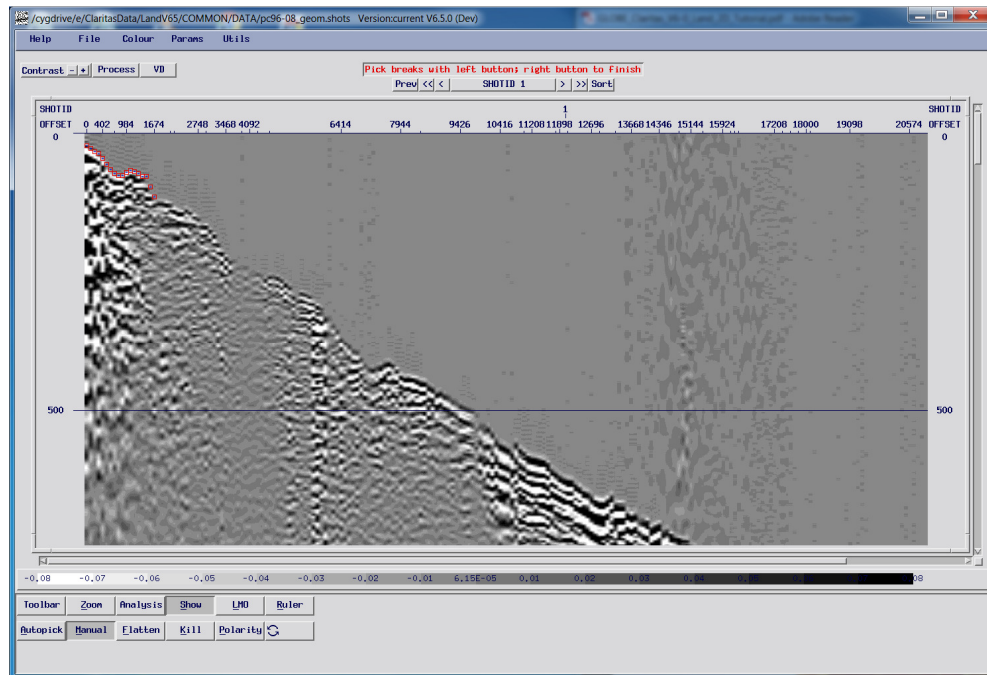 /cygdrive/e/ClaritasData/LandV65/COMMON/DATA/pc96-08_geom.shots Version:current V6.5.0 (Dev)
Help File Colour Params Utils
Contrast - + Process VD
Pick breaks with left button; right button to finish
Prev << < SHOTID 1 > >> Sort
SHOTID 1 SHOTID
OFFSET 0 402 984 1674 2748 3468 4092 6414 7944 9426 10416 11208 11898 12696 13668 14346 15144 15924 17208 18000 19098 20574 OFFSET
0 0
500 500
-0.08 -0.07 -0.06 -0.05 -0.04 -0.03 -0.02 -0.01 6.15E-05 0.01 0.02 0.03 0.04 0.05
Toolbar Zoom Analysis Show LMO Ruler
Autopick Manual Flatten Kill Polarity